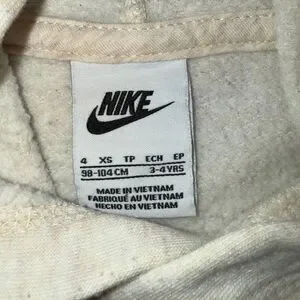 NIKE
4 XS TP ECH EP
98-104 CM 3-4 YRS
MADE IN VIETNAM
FABRIQUÉ AU VIETNAM
HECHO EN VIETNAM